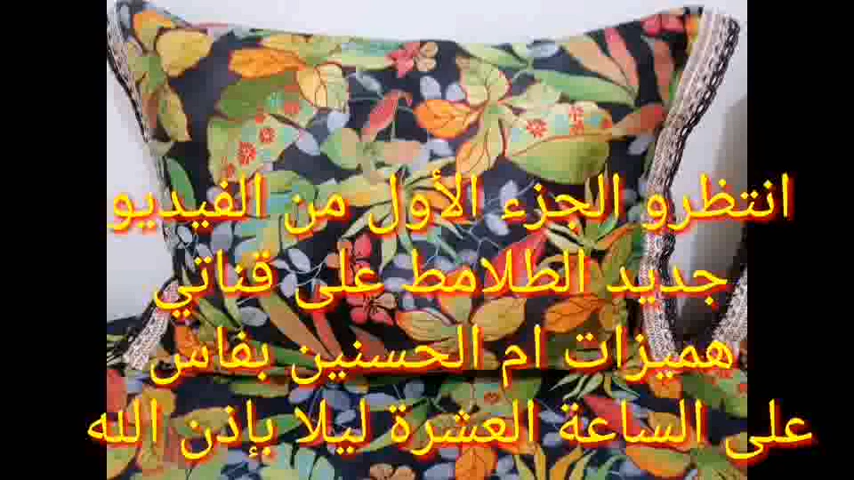 انتظرو الجزء الأول من الفيديو
جديد الطلامط على قناتي
هميزات ام الحسنين بفاس
على الساعة العشرة ليلا بإذن الله